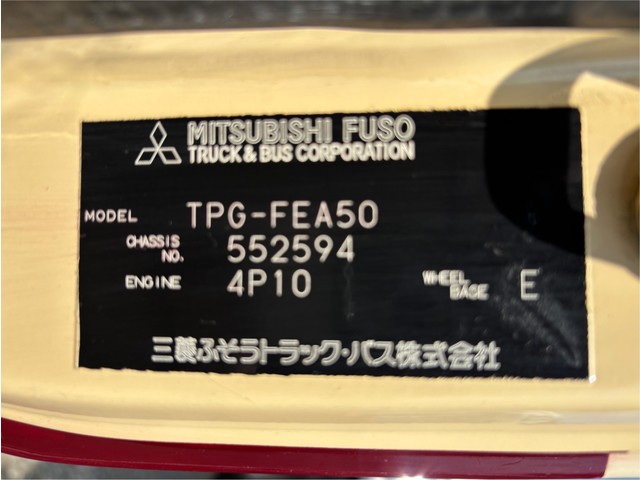 MITSUBISHI FUSO
TRUCK & BUS CORPORATION
MODEL TPG-FEA50
CHASSIS NO. 552594
ENGINE 4P10 WHEEL BASE E
三菱ふそうトラック・バス株式会社